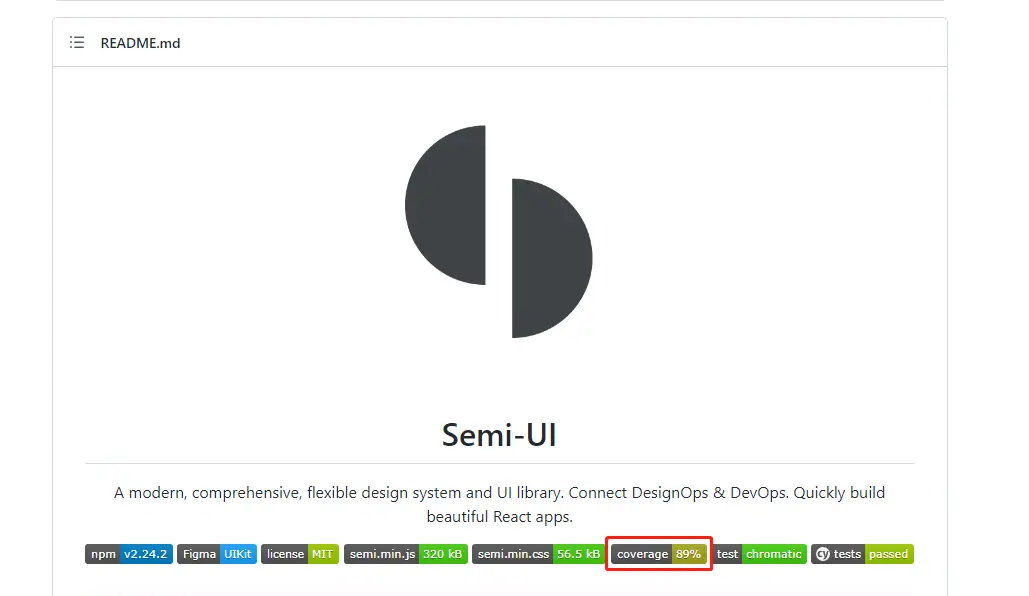 README.md
Semi-UI
A modern, comprehensive, flexible design system and UI library. Connect DesignOps & DevOps. Quickly build
beautiful React apps.
npm v2.24.2 Figma UIKit license MIT semi.min.js 320 kB semi.min.css 56.5 kB coverage 89% test chromatic cy tests passed